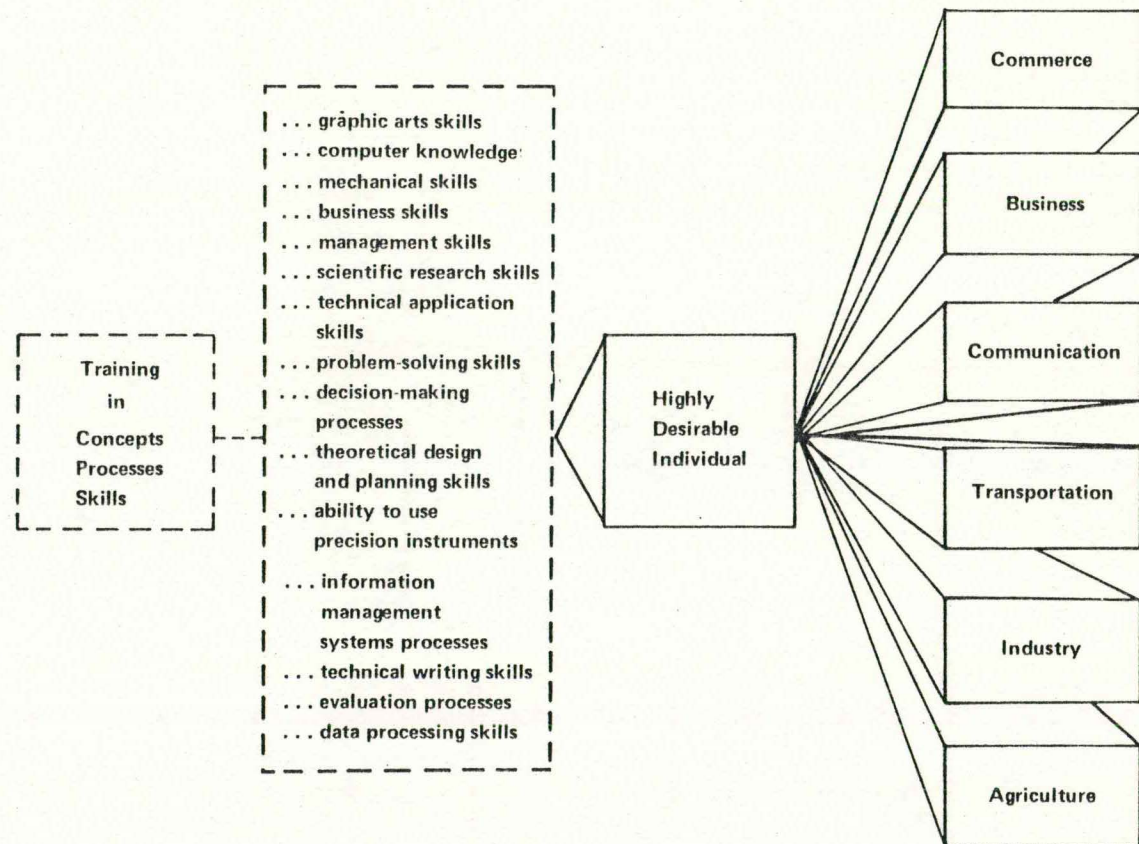 Training
in
Concepts
Processes
Skills
... graphic arts skills
... computer knowledge
... mechanical skills
... business skills
... management skills
... scientific research skills
... technical application
skills
... problem-solving skills
... decision-making
processes
... theoretical design
and planning skills
... ability to use
precision instruments
... information
management
systems processes
... technical writing skills
... evaluation processes
... data processing skills
Highly
Desirable
Individual
Commerce
Business
Communication
Transportation
Industry
Agriculture